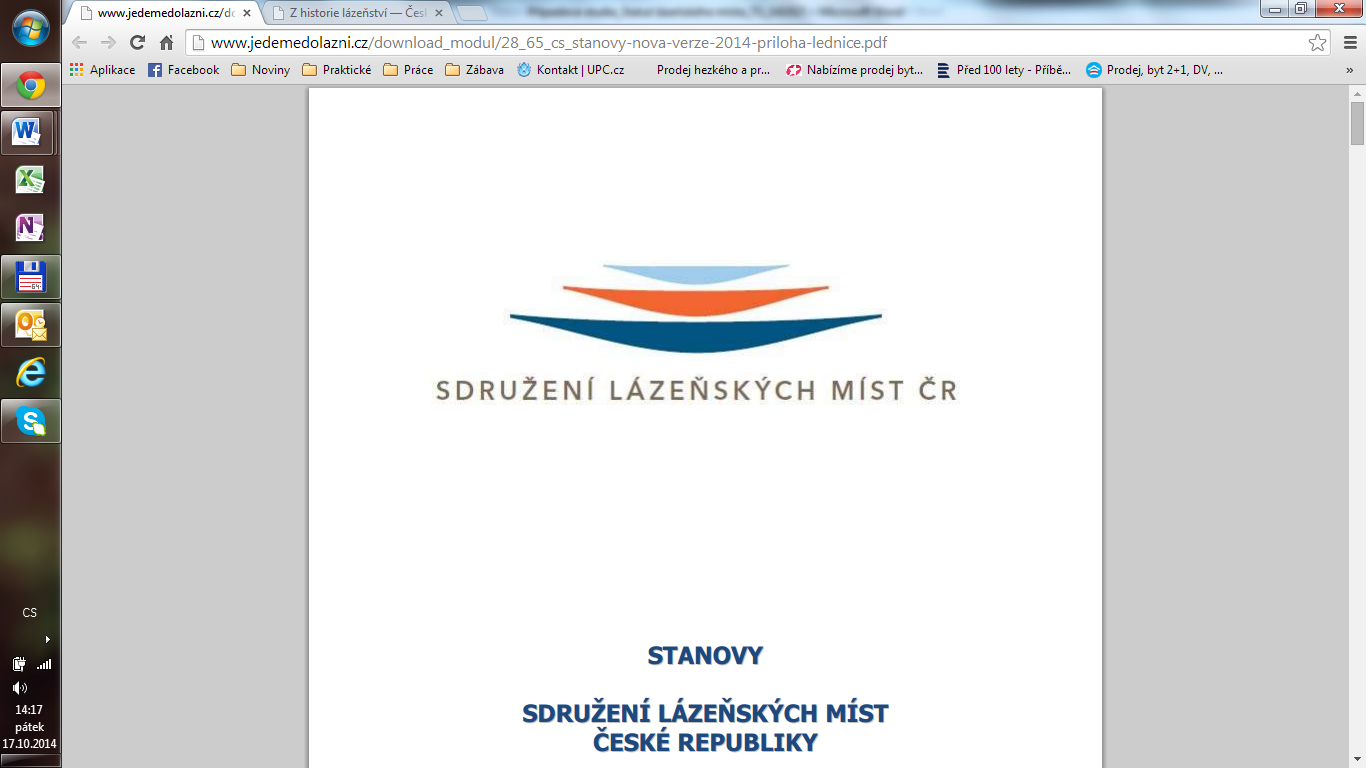 www.jedemedolazni.cz/do
Z historie lázeňství — Čes
www.jedemedolazni.cz/download_modul/28_65_cs_stanovy-nova-verze-2014-priloha-lednice.pdf
Aplikace Facebook Noviny Praktické Práce Zábava Kontakt | UPC.cz Prodej hezkého a pr... Nabízíme prodej byt... Před 100 lety - Příbě... Prodej, byt 2+1, DV, ... »
SDRUŽENÍ LÁZEŇSKÝCH MÍST ČR
STANOVY
SDRUŽENÍ LÁZEŇSKÝCH MÍST
ČESKÉ REPUBLIKY
64
CS
14:17
pátek
17.10.2014